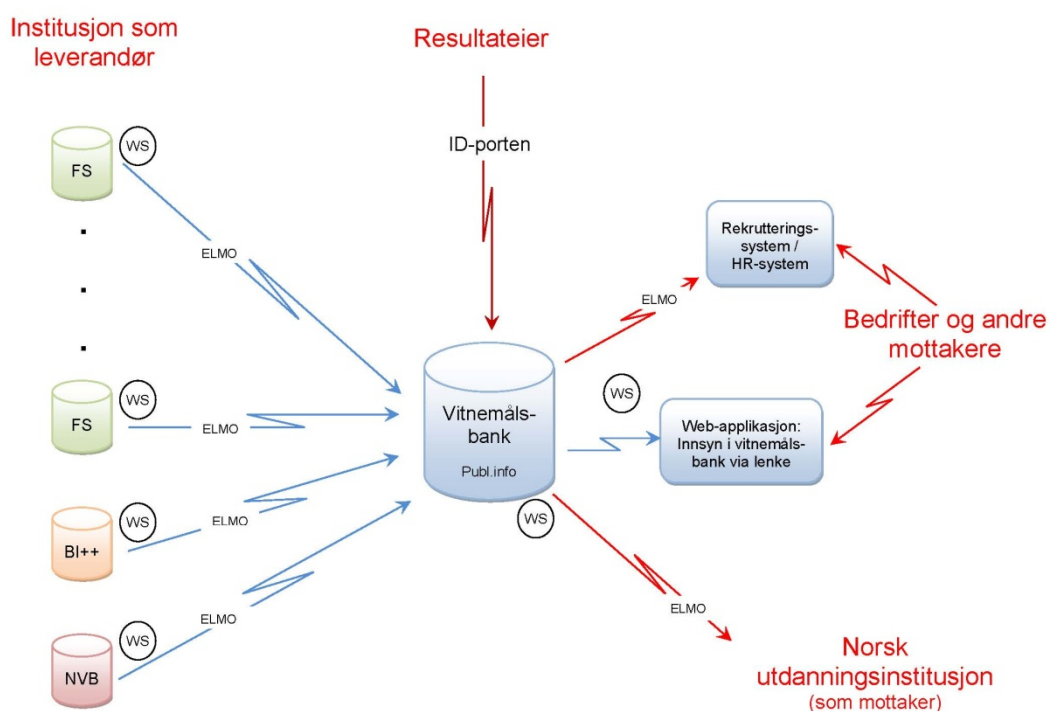 Institusjon som
leverandør
Resultateier
WS
FS
ID-porten
ELMO
Rekrutterings-
system /
HR-system
ELMO
Bedrifter og andre
mottakere
WS
FS
ELMO
Vitnemåls-
bank
Publ.info
WS
WS
Web-applikasjon:
Innsyn i vitnemåls-
bank via lenke
WS
BI++
ELMO
WS
NVB
ELMO
ELMO
Norsk
utdanningsinstitusjon
(som mottaker)